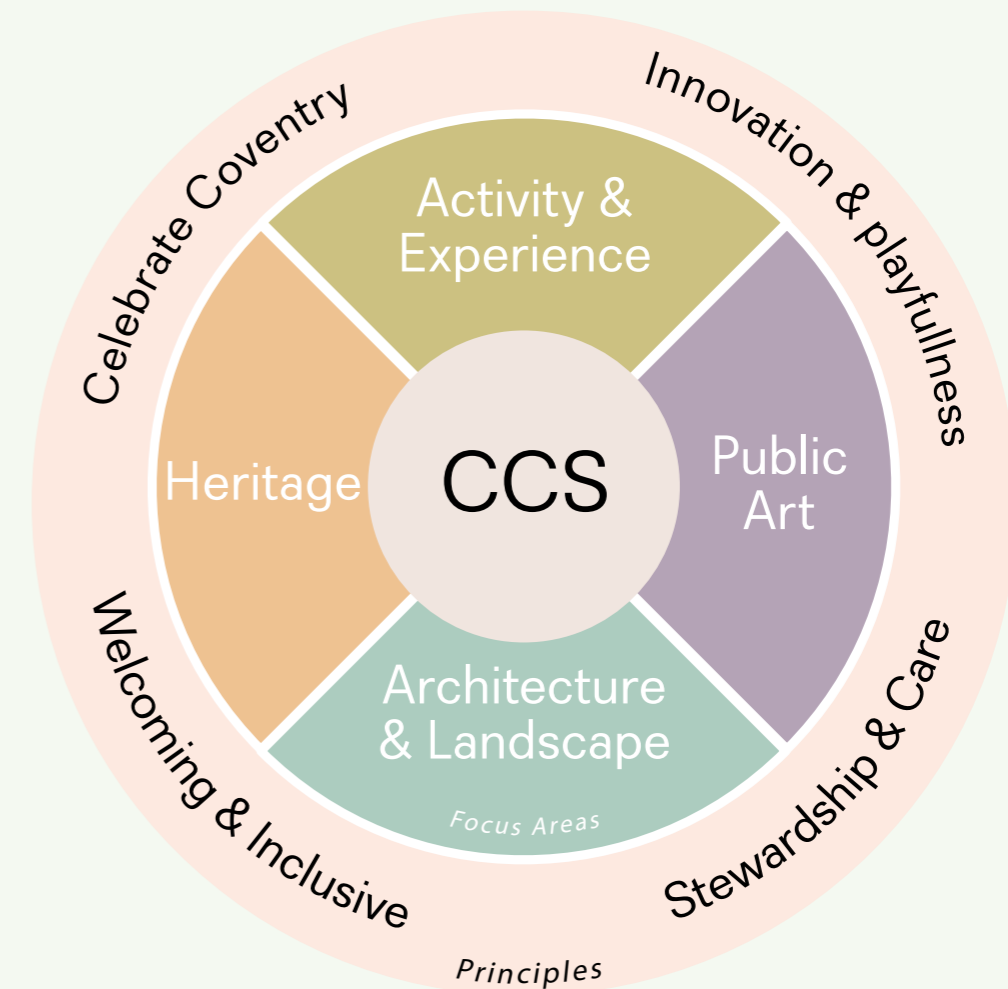 Celebrate Coventry
Innovation & playfullness
Activity &
Experience
Heritage
CCS
Public
Art
Architecture
& Landscape
Focus Areas
Welcoming & Inclusive
Stewardship & Care
Principles